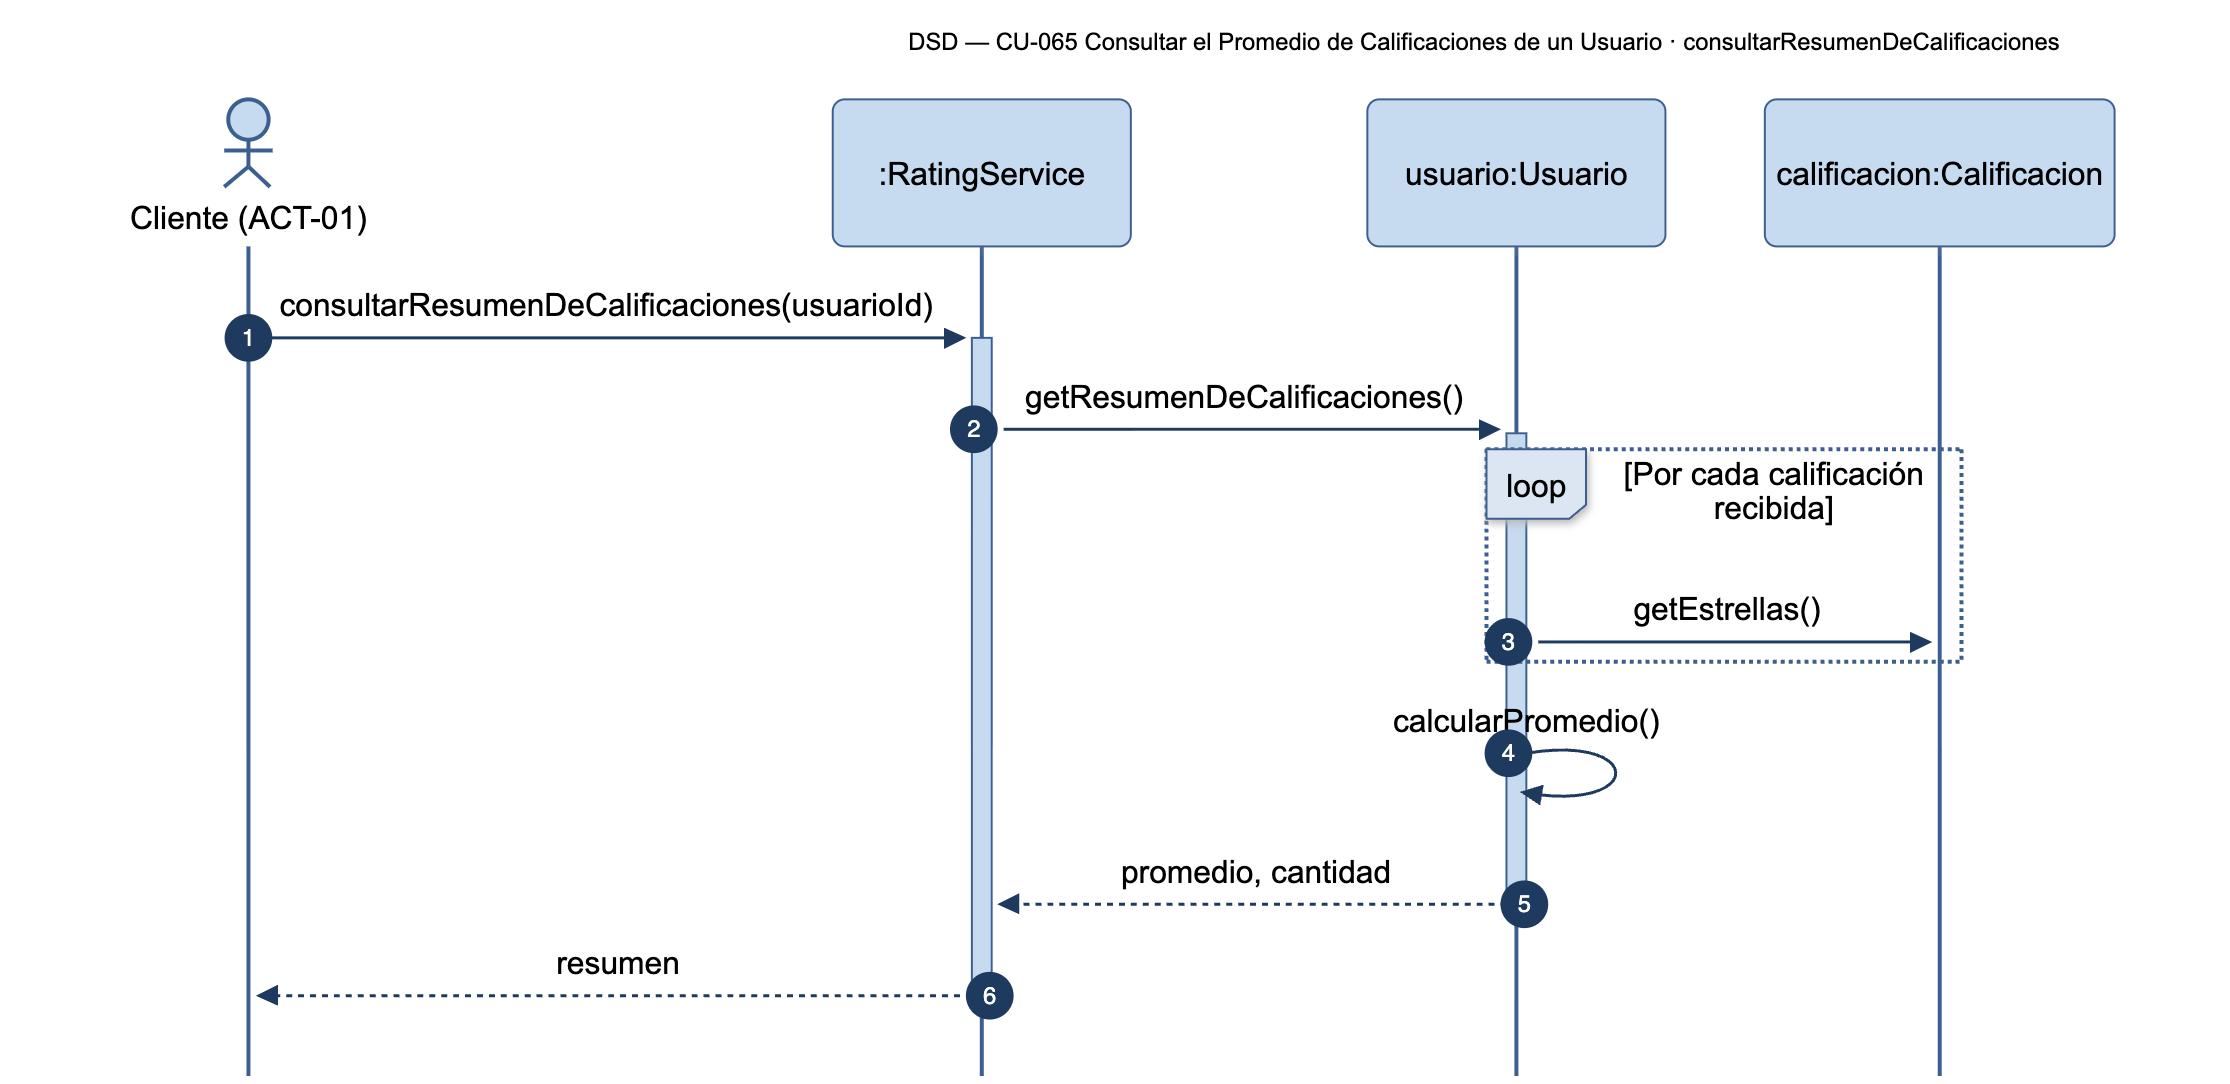 DSD — CU-065 Consultar el Promedio de Calificaciones de un Usuario · consultarResumenDeCalificaciones
Cliente (ACT-01)
:RatingService
usuario:Usuario
calificacion:Calificacion
consultarResumenDeCalificaciones(usuarioId)
1
getResumenDeCalificaciones()
2
loop
[Por cada calificación
recibida]
getEstrellas()
3
calcularPromedio()
4
promedio, cantidad
5
resumen
6